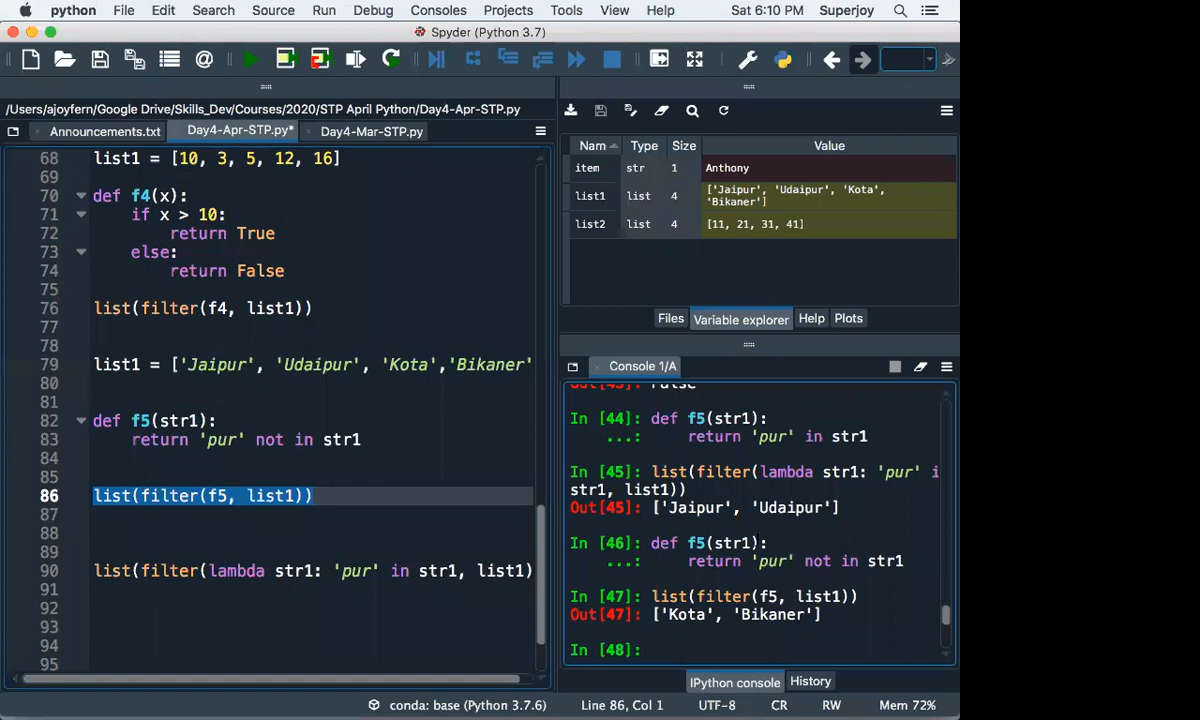 python File Edit Search Source Run Debug Consoles Projects Tools View Help Sat 6:10 PM Superjoy
Spyder (Python 3.7)
/Users/ajoyfern/Google Drive/Skills_Dev/Courses/2020/STP April Python/Day4-Apr-STP.py
Announcements.txt Day4-Apr-STP.py* Day4-Mar-STP.py
68 list1 = [10, 3, 5, 12, 16]
69
70 def f4(x):
71 if x > 10:
72 return True
73 else:
74 return False
75
76 list(filter(f4, list1))
77
78
79 list1 = ['Jaipur', 'Udaipur', 'Kota','Bikaner'
80
81
82 def f5(str1):
83 return 'pur' not in str1
84
85
86 list(filter(f5, list1))
87
88
89
90 list(filter(lambda str1: 'pur' in str1, list1)
91
92
93
94
95
Nam Type Size Value
item str 1 Anthony
list1 list 4 ['Jaipur', 'Udaipur', 'Kota',
'Bikaner']
list2 list 4 [11, 21, 31, 41]
Files Variable explorer Help Plots
Console 1/A
Out[43]: False
In [44]: def f5(str1):
...: return 'pur' in str1
In [45]: list(filter(lambda str1: 'pur' i
str1, list1))
Out[45]: ['Jaipur', 'Udaipur']
In [46]: def f5(str1):
...: return 'pur' not in str1
In [47]: list(filter(f5, list1))
Out[47]: ['Kota', 'Bikaner']
In [48]:
IPython console History
conda: base (Python 3.7.6) Line 86, Col 1 UTF-8 CR RW Mem 72%